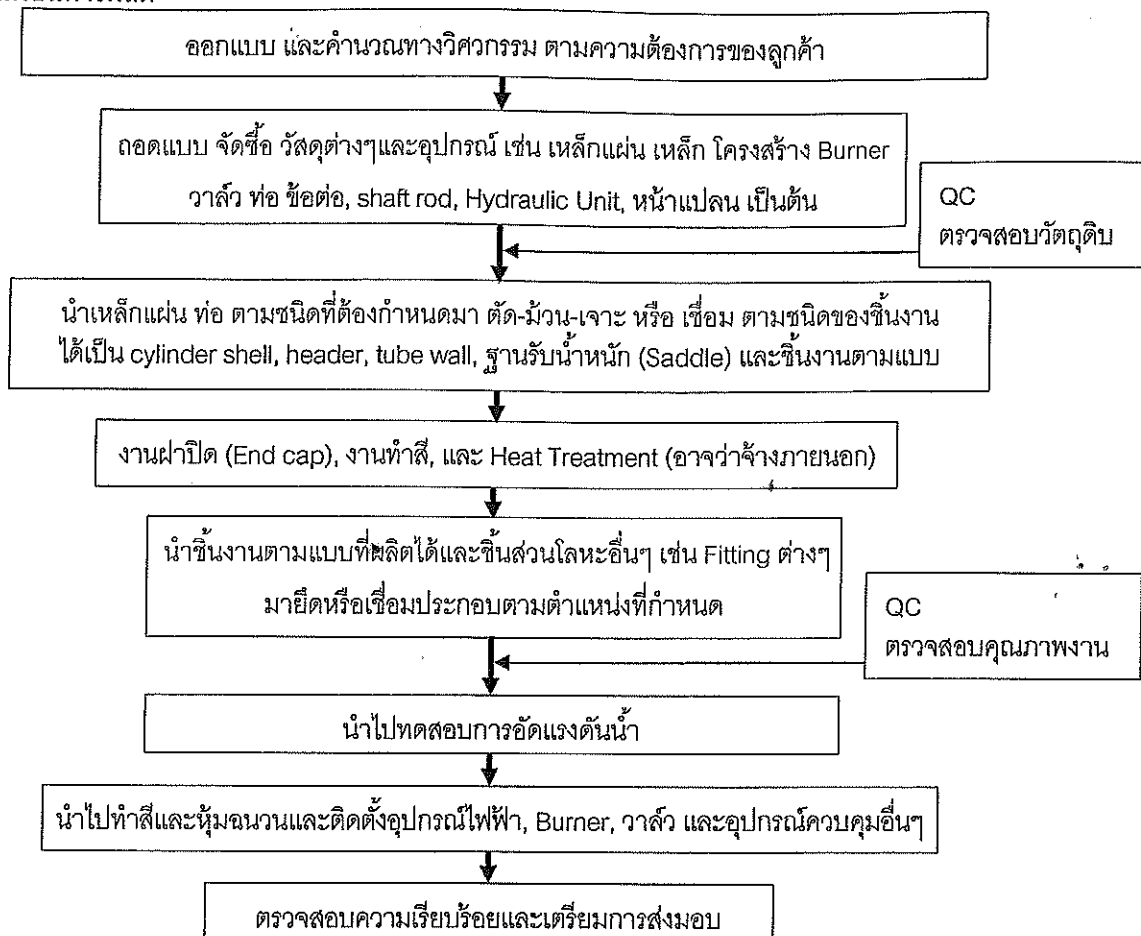 ออกแบบ และคำนวณทางวิศวกรรม ตามความต้องการของลูกค้า
ถอดแบบ จัดซื้อ วัสดุต่างๆและอุปกรณ์ เช่น เหล็กแผ่น เหล็ก โครงสร้าง Burner
วาล์ว ท่อ ข้อต่อ, shaft rod, Hydraulic Unit, หน้าแปลน เป็นต้น
QC
ตรวจสอบวัตถุดิบ
นำเหล็กแผ่น ท่อ ตามชนิดที่ต้องกำหนดมา ตัด-ม้วน-เจาะ หรือ เชื่อม ตามชนิดของชิ้นงาน
ได้เป็น cylinder shell, header, tube wall, ฐานรับน้ำหนัก (Saddle) และชิ้นงานตามแบบ
งานฝาปิด (End cap), งานทำสี, และ Heat Treatment (อาจว่าจ้างภายนอก)
นำชิ้นงานตามแบบที่ผลิตได้และชิ้นส่วนโลหะอื่นๆ เช่น Fitting ต่างๆ
มายึดหรือเชื่อมประกอบตามตำแหน่งที่กำหนด
QC
ตรวจสอบคุณภาพงาน
นำไปทดสอบการอัดแรงดันน้ำ
นำไปทำสีและหุ้มฉนวนและติดตั้งอุปกรณ์ไฟฟ้า, Burner, วาล์ว และอุปกรณ์ควบคุมอื่นๆ
ตรวจสอบความเรียบร้อยและเตรียมการส่งมอบ